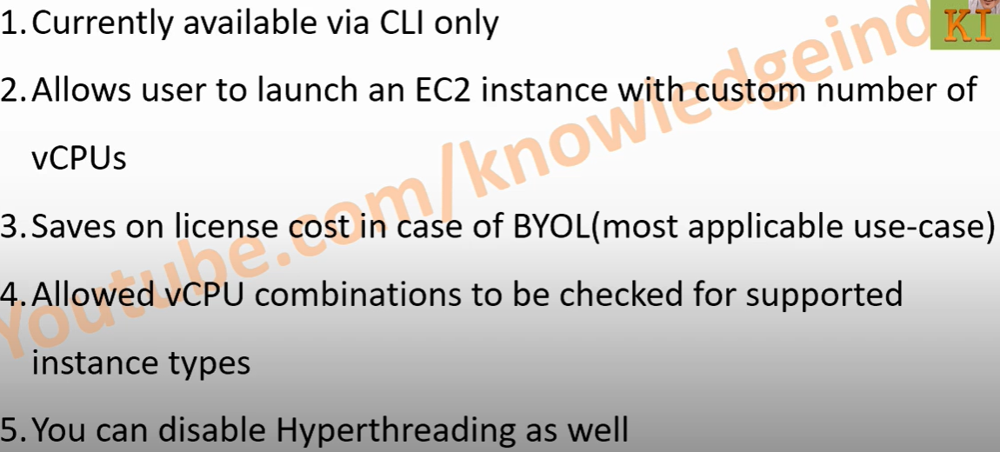 1. Currently available via CLI only
KI
2. Allows user to launch an EC2 instance with custom number of
vCPUs
3. Saves on license cost in case of BYOL(most applicable use-case)
4. Allowed vCPU combinations to be checked for supported
instance types
5. You can disable Hyperthreading as well
Youtube.com/knowledgeind